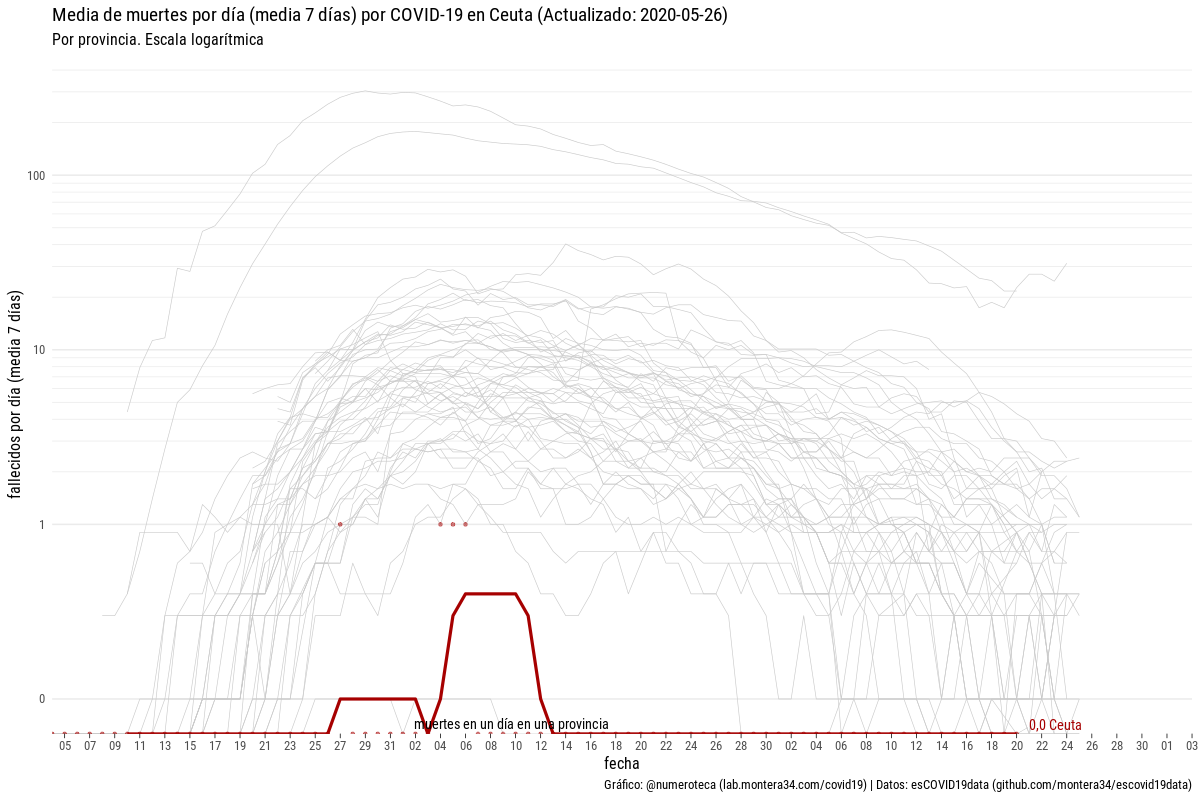 Media de muertes por día (media 7 días) por COVID-19 en Ceuta (Actualizado: 2020-05-26)
Por provincia. Escala logarítmica
fallecidos por día (media 7 días)
100
10
1
0
muertes en un día en una provincia
0,0 Ceuta
05 07 09 11 13 15 17 19 21 23 25 27 29 31 02 04 06 08 10 12 14 16 18 20 22 24 26 28 30 02 04 06 08 10 12 14 16 18 20 22 24 26 28 30 01 03
fecha
Gráfico: @numeroteca (lab.montera34.com/covid19) | Datos: esCOVID19data (github.com/montera34/escovid19data)